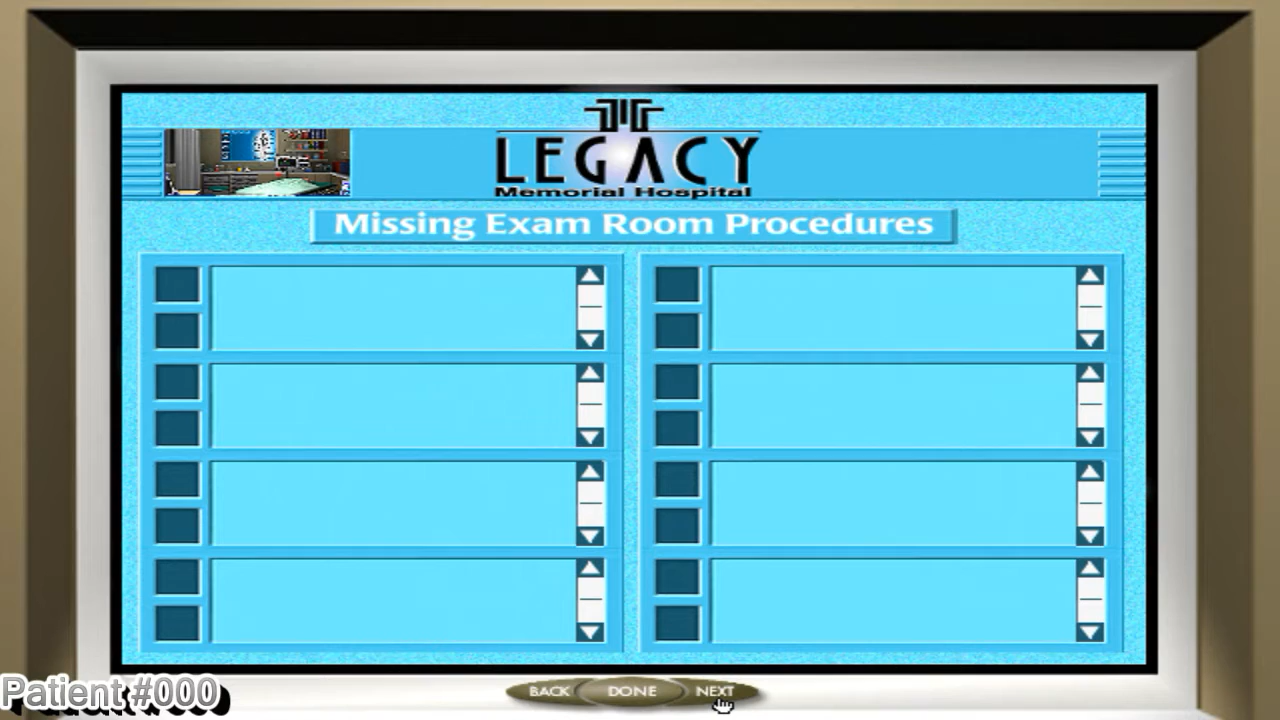 LEGACY
Memorial Hospital
Missing Exam Room Procedures
BACK DONE NEXT
Patient #000